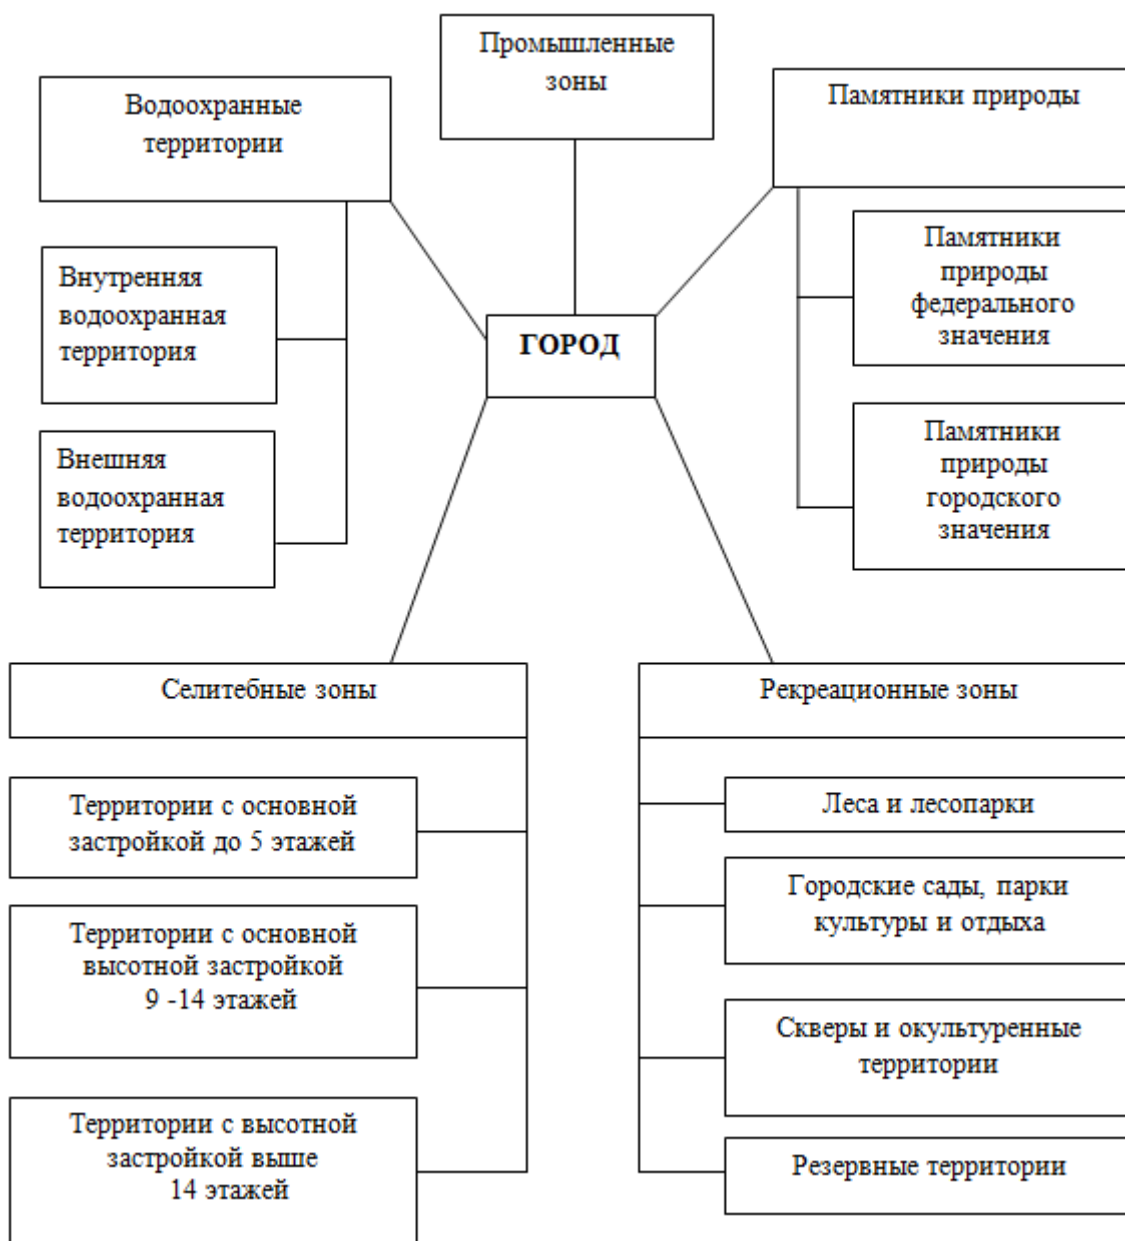 Промышленные
зоны
Водоохранные
территории
Памятники природы
Внутренняя
водоохранная
территория
Внешняя
водоохранная
территория
ГОРОД
Памятники
природы
федерального
значения
Памятники
природы
городского
значения
Селитебные зоны
Территории с основной
застройкой до 5 этажей
Территории с основной
высотной застройкой
9 -14 этажей
Территории с высотной
застройкой выше
14 этажей
Рекреационные зоны
Леса и лесопарки
Городские сады, парки
культуры и отдыха
Скверы и окультуренные
территории
Резервные территории